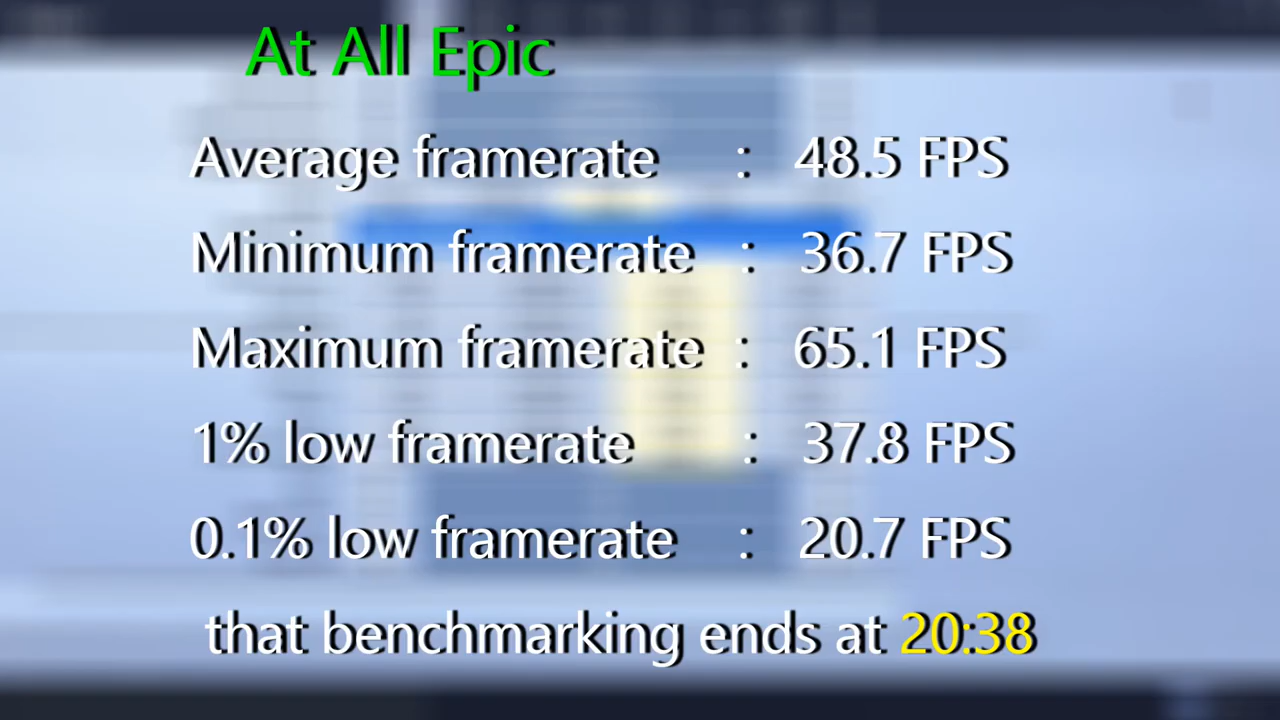 At All Epic
Average framerate : 48.5 FPS
Minimum framerate : 36.7 FPS
Maximum framerate : 65.1 FPS
1% low framerate : 37.8 FPS
0.1% low framerate : 20.7 FPS
that benchmarking ends at 20:38